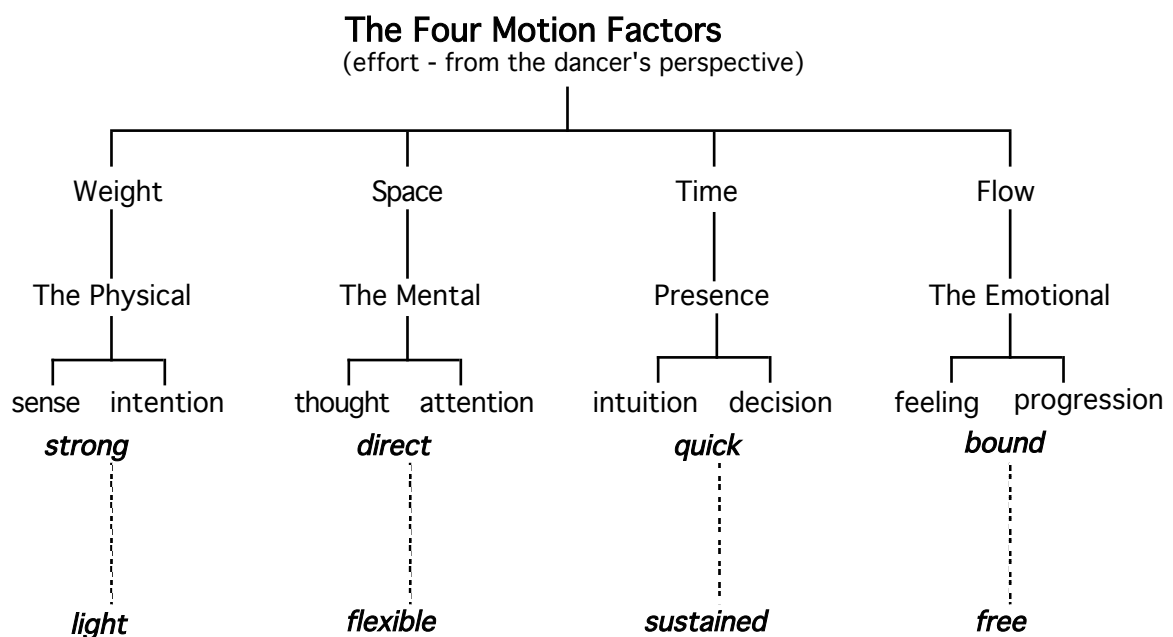 The Four Motion Factors
(effort - from the dancer's perspective)
Weight Space Time Flow
The Physical The Mental Presence The Emotional
sense intention thought attention intuition decision feeling progression
strong direct quick bound
light flexible sustained free